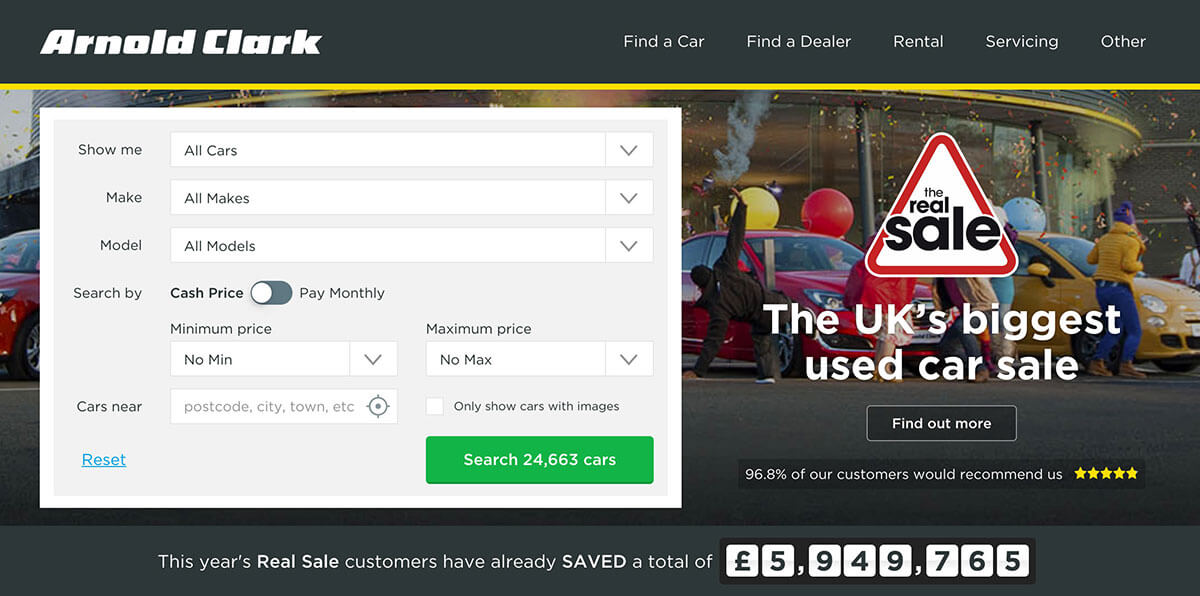 Arnold Clark
Find a Car Find a Dealer Rental Servicing Other
Show me All Cars
Make All Makes
Model All Models
Search by Cash Price Pay Monthly
Minimum price Maximum price
No Min No Max
Cars near postcode, city, town, etc Only show cars with images
Reset Search 24,663 cars
the
real
sale
The UK's biggest
used car sale
Find out more
96.8% of our customers would recommend us
This year's Real Sale customers have already SAVED a total of £5,949,765